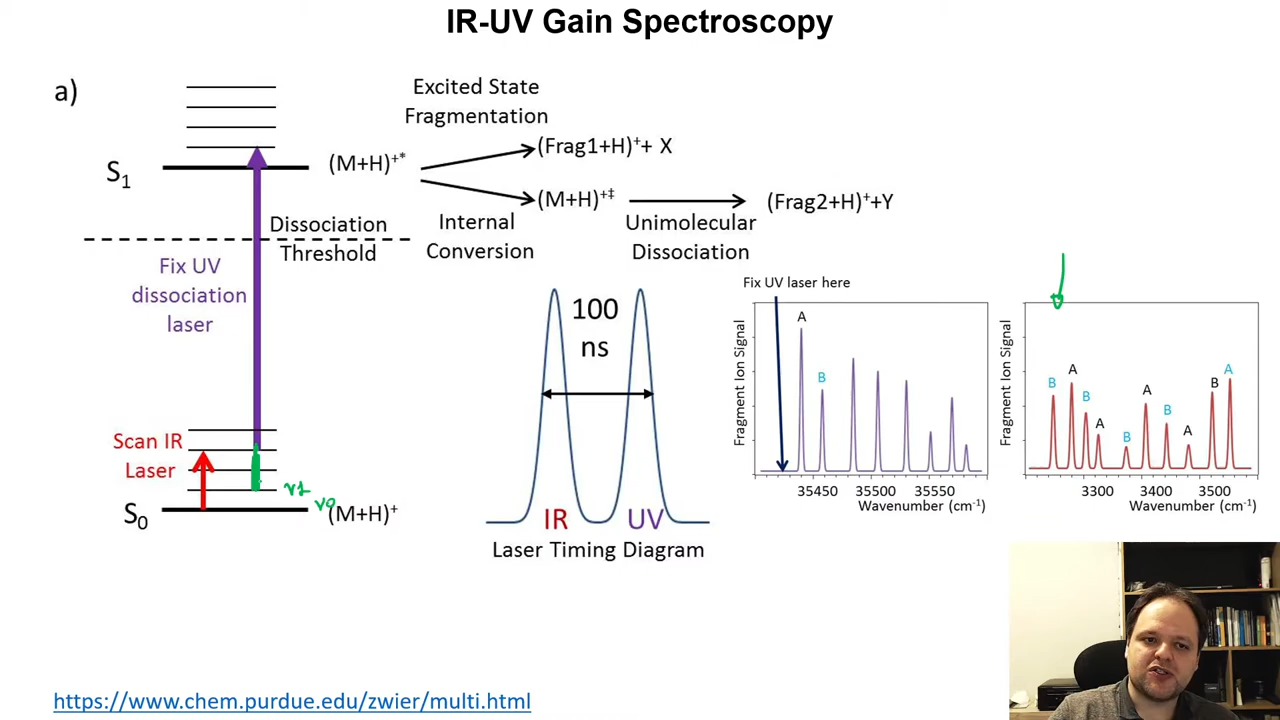 IR-UV Gain Spectroscopy
a)
Excited State
Fragmentation
(Frag1+H)⁺+ X
S₁
(M+H)⁺*
(M+H)⁺‡
(Frag2+H)⁺+Y
Internal
Conversion
Unimolecular
Dissociation
Dissociation
Threshold
Fix UV
dissociation
laser
Scan IR
Laser
S₀
ν1
ν0
(M+H)⁺
100
ns
IR
UV
Laser Timing Diagram
Fix UV laser here
Fragment Ion Signal
A
B
35450
35500
35550
Wavenumber (cm⁻¹)
Fragment Ion Signal
B
A
B
A
B
A
B
A
B
A
3300
3400
3500
Wavenumber (cm⁻¹)
https://www.chem.purdue.edu/zwier/multi.html